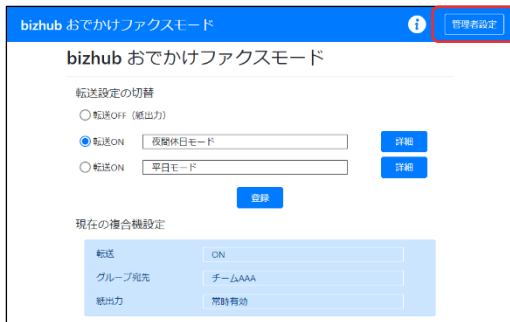 bizhub おでかけファクスモード
i 管理者設定
bizhub おでかけファクスモード
転送設定の切替
転送OFF（紙出力）
転送ON 夜間休日モード 詳細
転送ON 平日モード 詳細
登録
現在の複合機設定
転送 ON
グループ宛先 チームAAA
紙出力 常時有効